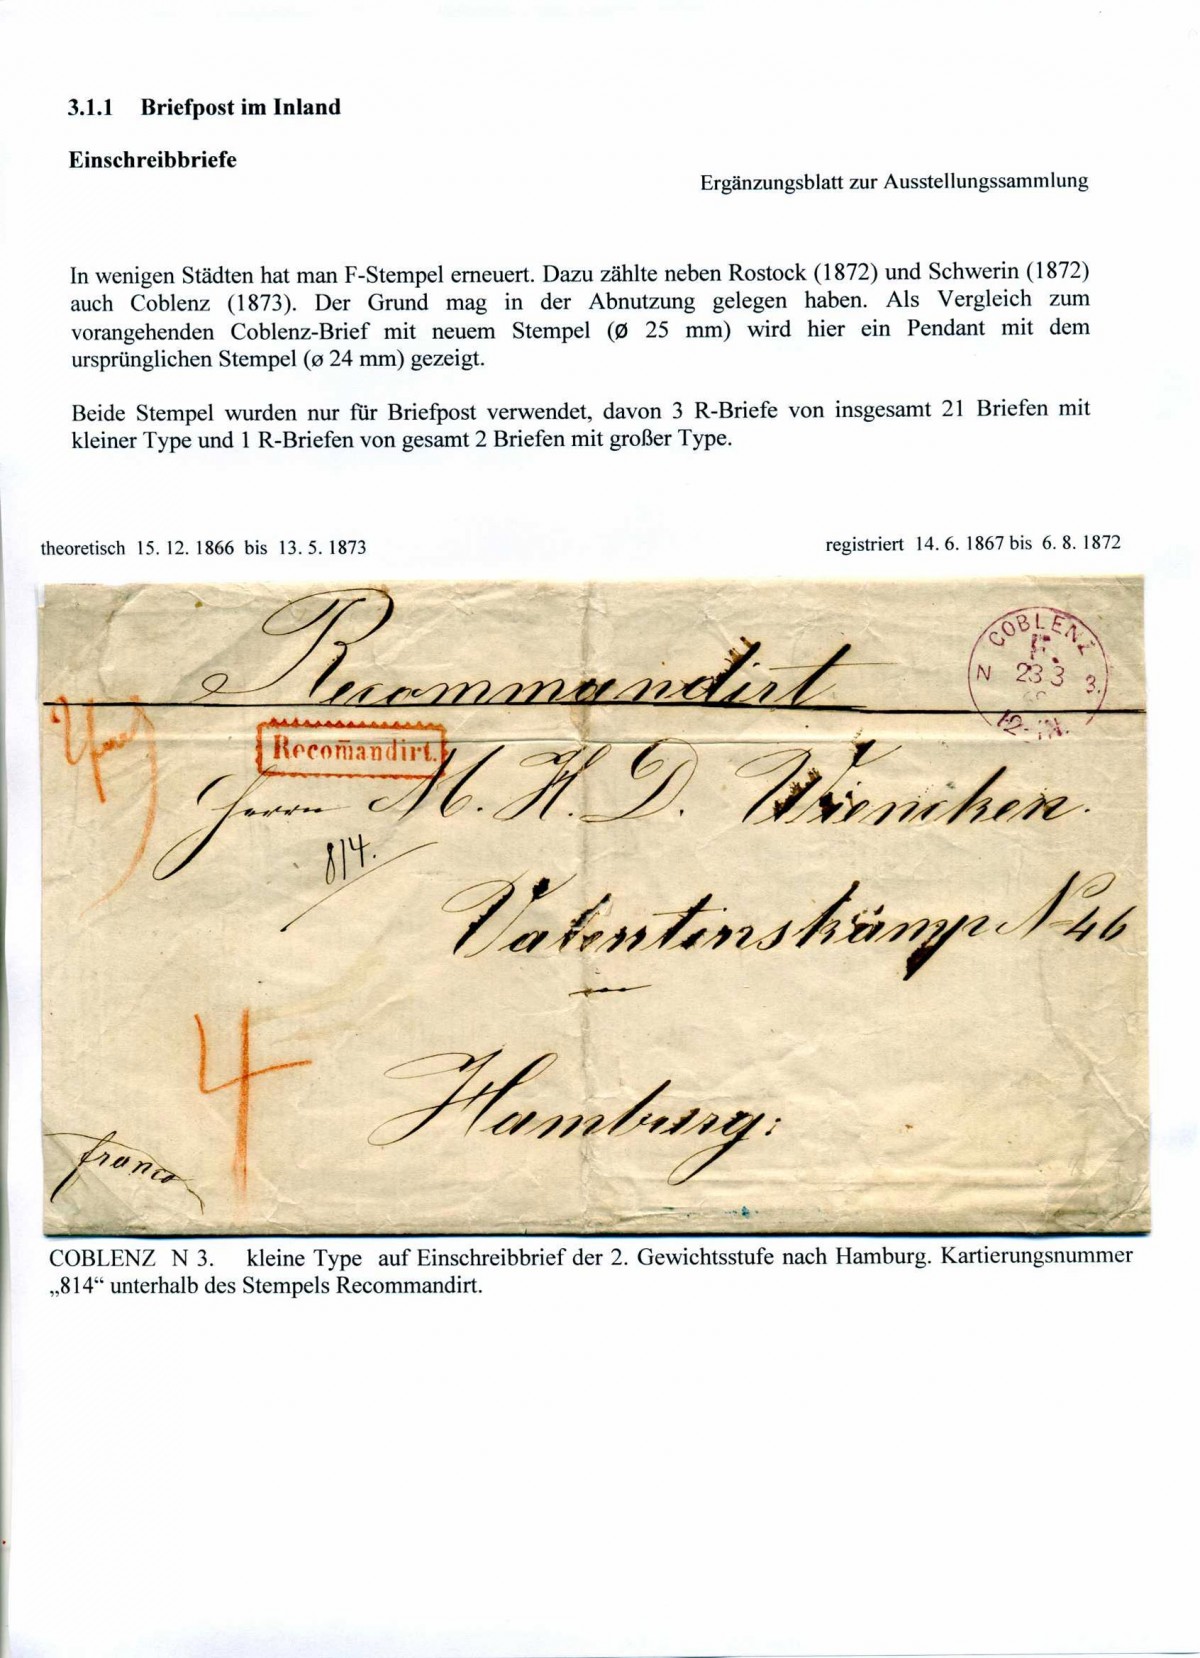 3.1.1 Briefpost im Inland
Einschreibbriefe
Ergänzungsblatt zur Ausstellungssammlung
In wenigen Städten hat man F-Stempel erneuert. Dazu zählte neben Rostock (1872) und Schwerin (1872)
auch Coblenz (1873). Der Grund mag in der Abnutzung gelegen haben. Als Vergleich zum
vorangehenden Coblenz-Brief mit neuem Stempel (Ø 25 mm) wird hier ein Pendant mit dem
ursprünglichen Stempel (ø 24 mm) gezeigt.
Beide Stempel wurden nur für Briefpost verwendet, davon 3 R-Briefe von insgesamt 21 Briefen mit
kleiner Type und 1 R-Briefen von gesamt 2 Briefen mit großer Type.
theoretisch 15. 12. 1866 bis 13. 5. 1873
registriert 14. 6. 1867 bis 6. 8. 1872
Recommandirt
COBLENZ
F.
N 23 3 3.
Recom̄andirt.
Herrn M. H. D. Wiencken.
814.
Valentinskamp No 46
in
Hamburg:
4
franco
COBLENZ N 3. kleine Type auf Einschreibbrief der 2. Gewichtsstufe nach Hamburg. Kartierungsnummer
„814“ unterhalb des Stempels Recommandirt.